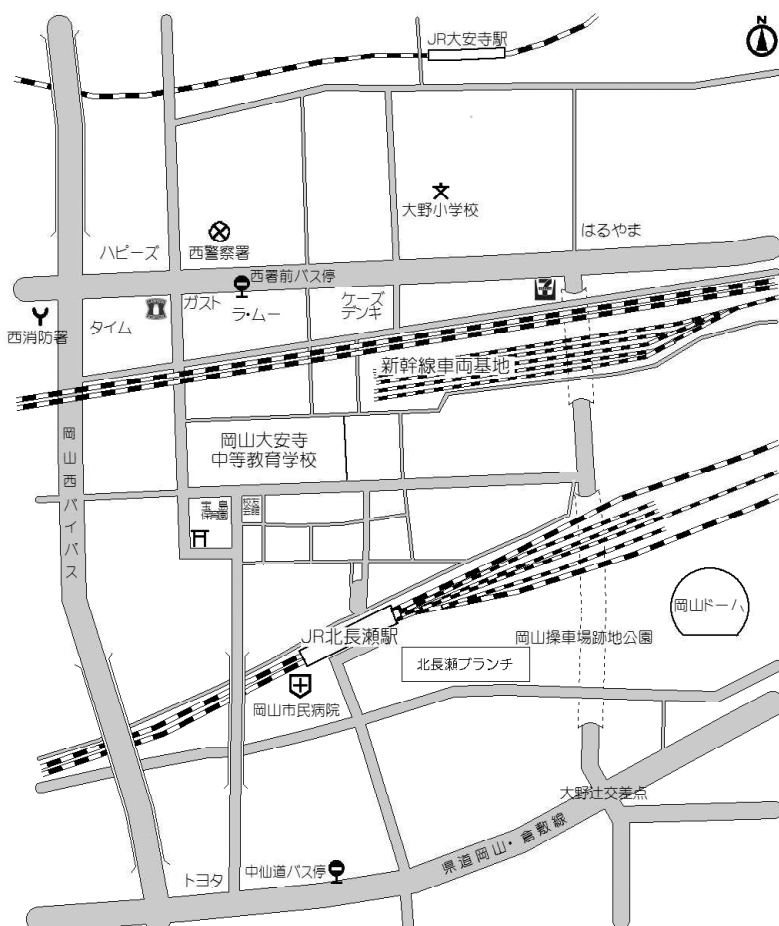 JR大安寺駅
N
大野小学校
はるやま
ハピーズ
西警察署
西署前バス停
ガスト
ラ・ムー
ケーズ
デンキ
西消防署
タイム
新幹線車両基地
岡山大安寺
中等教育学校
岡山西バイパス
保育園
会館
岡山ドーム
JR北長瀬駅
岡山操車場跡地公園
北長瀬ブランチ
岡山市民病院
大野辻交差点
県道岡山・倉敷線
中仙道バス停
トヨタ